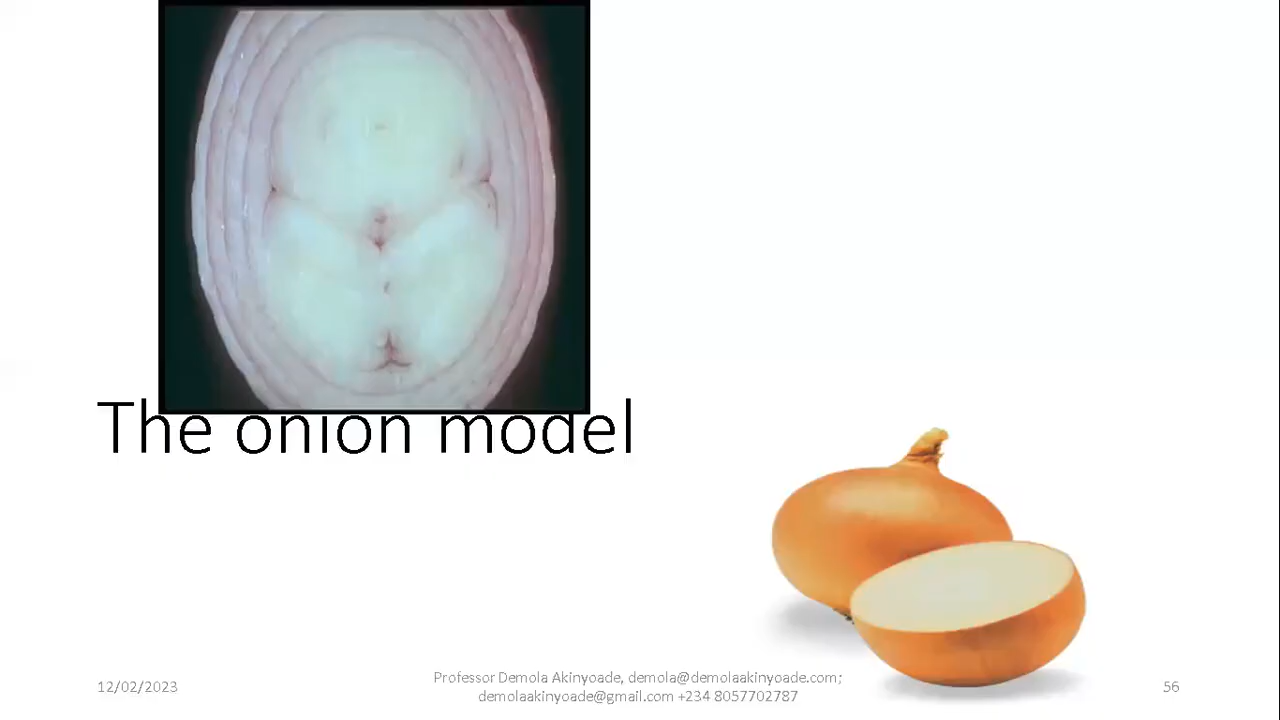 The onion model
12/02/2023
Professor Demola Akinyoade, demola@demolaakinyoade.com;
demolaakinyoade@gmail.com +234 8057702787
56